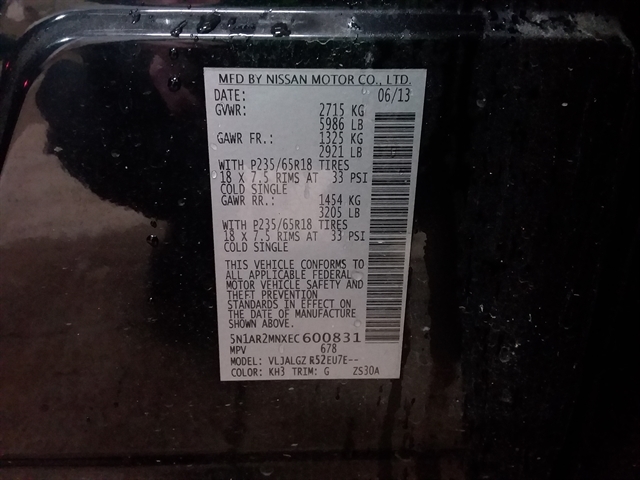 MFD BY NISSAN MOTOR CO., LTD.
DATE: 06/13
GVWR: 2715 KG
5986 LB
GAWR FR.: 1325 KG
2921 LB
WITH P235/65R18 TIRES
18 X 7.5 RIMS AT 33 PSI
COLD SINGLE
GAWR RR.: 1454 KG
3205 LB
WITH P235/65R18 TIRES
18 X 7.5 RIMS AT 33 PSI
COLD SINGLE
THIS VEHICLE CONFORMS TO
ALL APPLICABLE FEDERAL
MOTOR VEHICLE SAFETY AND
THEFT PREVENTION
STANDARDS IN EFFECT ON
THE DATE OF MANUFACTURE
SHOWN ABOVE.
5N1AR2MNXEC600831
MPV 678
MODEL: VLJALGZ R52EU7E--
COLOR: KH3 TRIM: G ZS30A